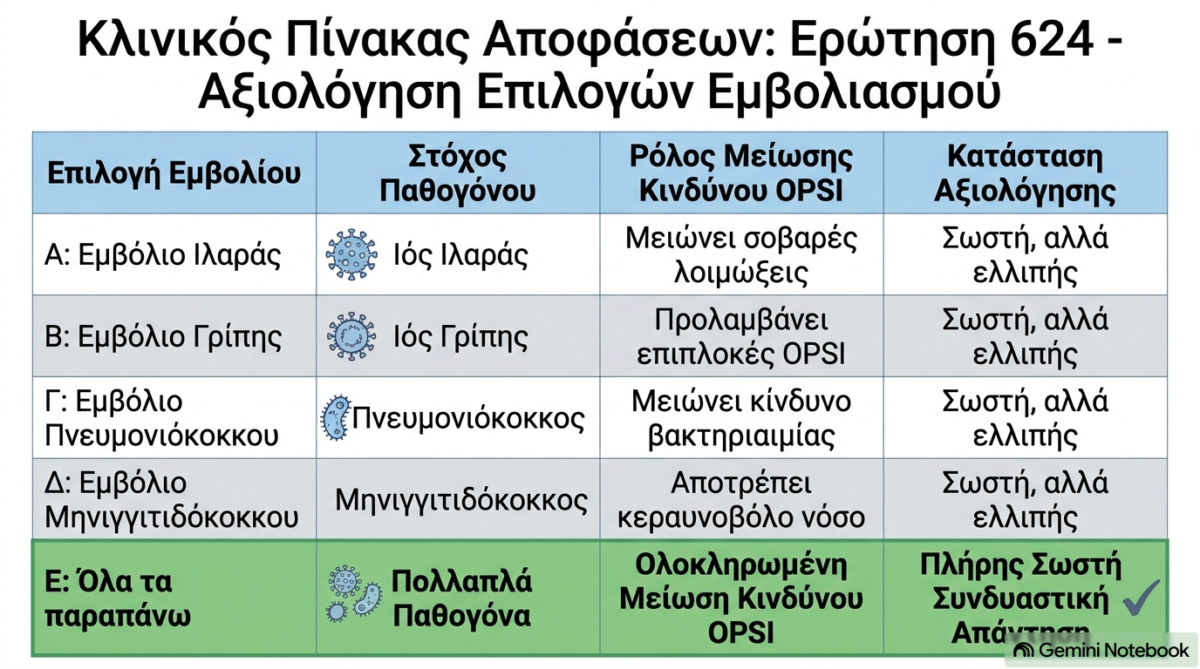 Κλινικός Πίνακας Αποφάσεων: Ερώτηση 624 -
Αξιολόγηση Επιλογών Εμβολιασμού
Επιλογή Εμβολίου
Στόχος
Παθογόνου
Ρόλος Μείωσης
Κινδύνου OPSI
Κατάσταση
Αξιολόγησης
Α: Εμβόλιο Ιλαράς
Ιός Ιλαράς
Μειώνει σοβαρές
λοιμώξεις
Σωστή, αλλά
ελλιπής
Β: Εμβόλιο Γρίπης
Ιός Γρίπης
Προλαμβάνει
επιπλοκές OPSI
Σωστή, αλλά
ελλιπής
Γ: Εμβόλιο
Πνευμονιόκοκκου
Πνευμονιόκοκκος
Μειώνει κίνδυνο
βακτηριαιμίας
Σωστή, αλλά
ελλιπής
Δ: Εμβόλιο
Μηνιγγιτιδόκοκκου
Μηνιγγιτιδόκοκκος
Αποτρέπει
κεραυνοβόλο νόσο
Σωστή, αλλά
ελλιπής
Ε: Όλα τα
παραπάνω
Πολλαπλά
Παθογόνα
Ολοκληρωμένη
Μείωση Κινδύνου
OPSI
Πλήρης Σωστή
Συνδυαστική
Απάντηση
Gemini Notebook